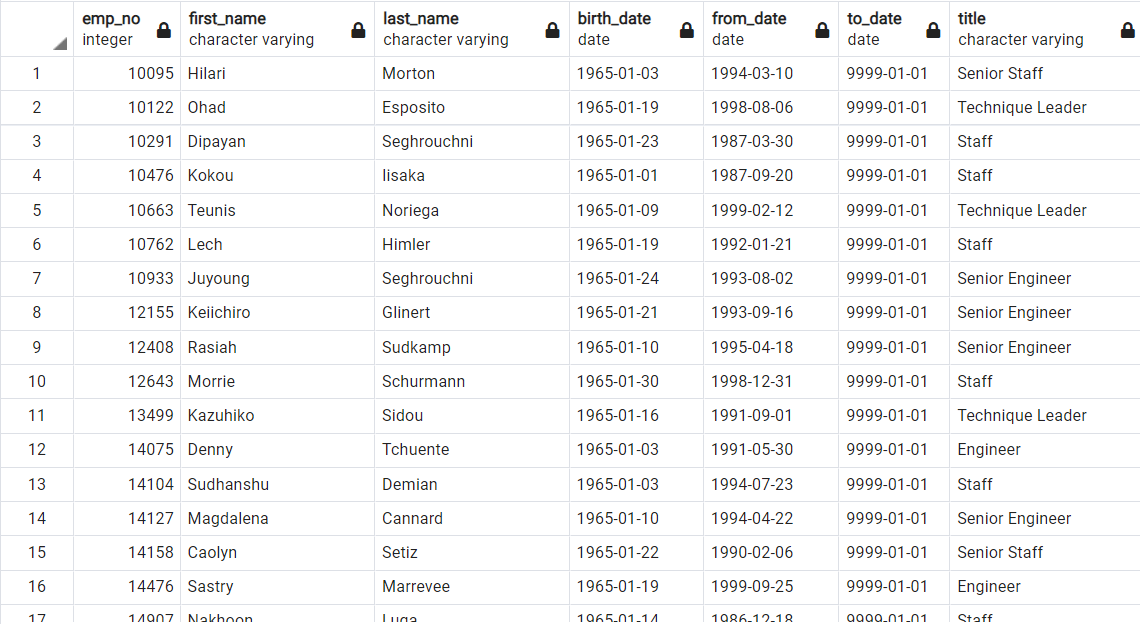 emp_no first_name last_name birth_date from_date to_date title
integer character varying character varying date date date character varying
1 10095 Hilari Morton 1965-01-03 1994-03-10 9999-01-01 Senior Staff
2 10122 Ohad Esposito 1965-01-19 1998-08-06 9999-01-01 Technique Leader
3 10291 Dipayan Seghrouchni 1965-01-23 1987-03-30 9999-01-01 Staff
4 10476 Kokou Iisaka 1965-01-01 1987-09-20 9999-01-01 Staff
5 10663 Teunis Noriega 1965-01-09 1999-02-12 9999-01-01 Technique Leader
6 10762 Lech Himler 1965-01-19 1992-01-21 9999-01-01 Staff
7 10933 Juyoung Seghrouchni 1965-01-24 1993-08-02 9999-01-01 Senior Engineer
8 12155 Keiichiro Glinert 1965-01-21 1993-09-16 9999-01-01 Senior Engineer
9 12408 Rasiah Sudkamp 1965-01-10 1995-04-18 9999-01-01 Senior Engineer
10 12643 Morrie Schurmann 1965-01-30 1998-12-31 9999-01-01 Staff
11 13499 Kazuhiko Sidou 1965-01-16 1991-09-01 9999-01-01 Technique Leader
12 14075 Denny Tchuente 1965-01-03 1991-05-30 9999-01-01 Engineer
13 14104 Sudhanshu Demian 1965-01-03 1994-07-23 9999-01-01 Staff
14 14127 Magdalena Cannard 1965-01-10 1994-04-22 9999-01-01 Senior Engineer
15 14158 Caolyn Setiz 1965-01-22 1990-02-06 9999-01-01 Senior Staff
16 14476 Sastry Marrevee 1965-01-19 1999-09-25 9999-01-01 Engineer
17 14907 Nakhoon Luga 1965-01-14 1986-12-18 9999-01-01 Staff